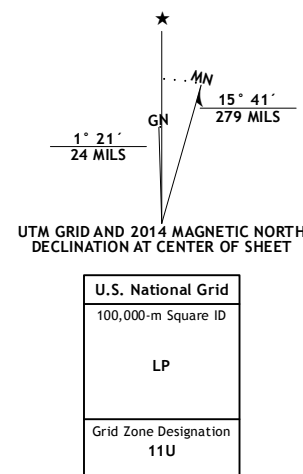 ★
MN
GN
15° 41´
279 MILS
1° 21´
24 MILS
UTM GRID AND 2014 MAGNETIC NORTH
DECLINATION AT CENTER OF SHEET
U.S. National Grid
100,000-m Square ID
LP
Grid Zone Designation
11U